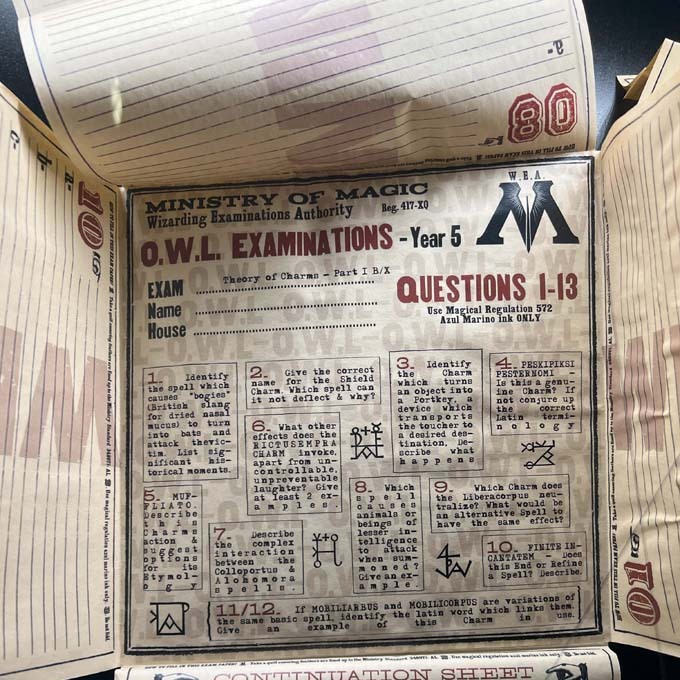 80
MINISTRY OF MAGIC
Wizarding Examinations Authority
Reg. 417-XQ
W.E.A.
M
O.W.L. EXAMINATIONS - Year 5
EXAM Theory of Charms - Part I B/X
Name
House
QUESTIONS 1-13
Use Magical Regulation 572
Azul Marino ink ONLY
1. Identify
the spell which
causes "bogies"
(British slang
for dried nasal
mucus) to turn
into bats and
attack thevic-
tim. List sig-
nificant his-
torical moments.
2. Give the correct
name for the Shield
Charm. Which spell can
it not deflect & why?
3. Identify
the Charm
which turns
an object into
a Portkey, a
device which
transports
the toucher to
a desired des-
tination. De-
scribe what
happens
4. PESKIPIKSI
PESTERNOMI -
Is this a genu-
ine Charm? If
not conjure up
the correct
Latin termi-
nology
5. MUF-
FLIATO.
Describe
this
Charms
action &
suggest
options
for its
Etymol-
ogy
6. What other
effects does the
RICTUSEMPRA
CHARM invoke,
apart from un-
controllable,
unpreventable
laughter? Give
at least 2 ex-
amples.
7. Describe
the complex
interaction
between the
Colloportus &
Alohomora
spells.
8. Which
spell
causes
animals or
beings of
lesser in-
telligence
to attack
when sum-
moned?
Give an ex-
ample.
9. Which Charm does
the Liberacorpus neu-
tralize? What would be
an alternative Spell to
have the same effect?
10. FINITE IN-
CANTATEM - Does
this End or Refine
a Spell? Describe.
11/12. If MOBILIARBUS and MOBILICORPUS are variations of
the same basic spell, identify the latin word which links them.
Give an example of this Charm in use.
10
01
CONTINUATION SHEET